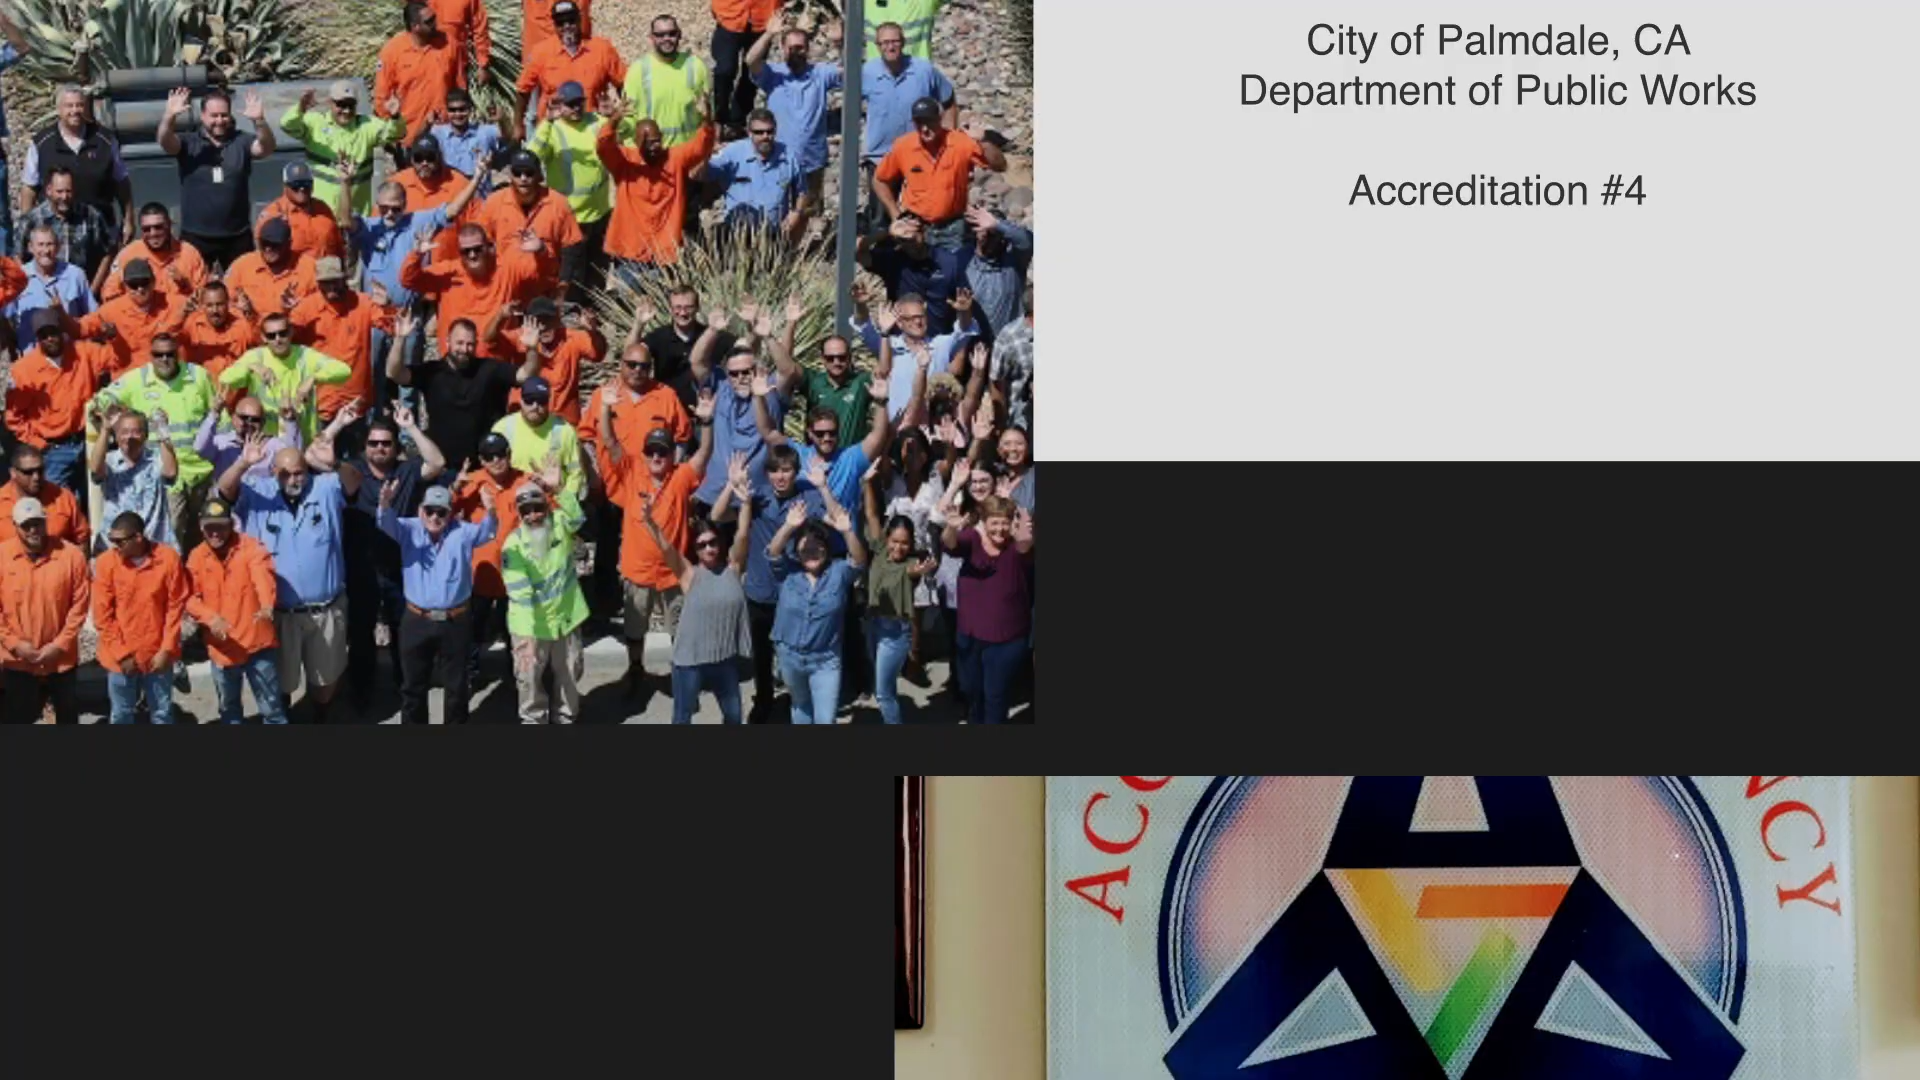 City of Palmdale, CA
Department of Public Works
Accreditation #4